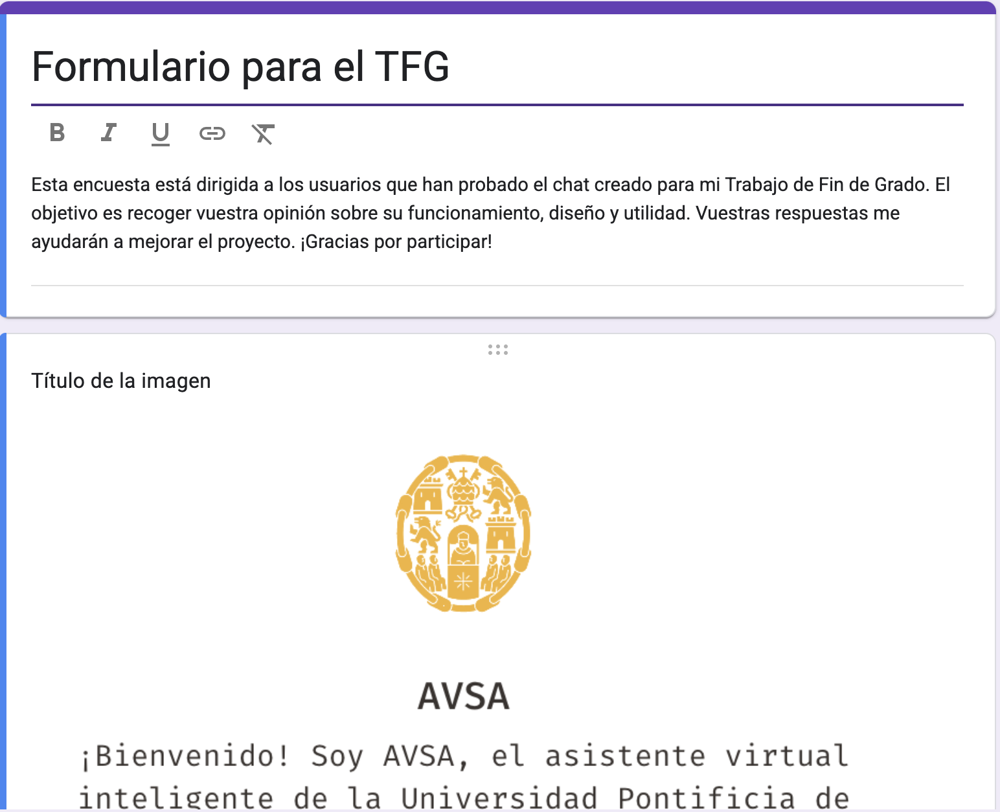 Formulario para el TFG
B I U
Esta encuesta está dirigida a los usuarios que han probado el chat creado para mi Trabajo de Fin de Grado. El
objetivo es recoger vuestra opinión sobre su funcionamiento, diseño y utilidad. Vuestras respuestas me
ayudarán a mejorar el proyecto. ¡Gracias por participar!
Título de la imagen
AVSA
¡Bienvenido! Soy AVSA, el asistente virtual
inteligente de la Universidad Pontificia de